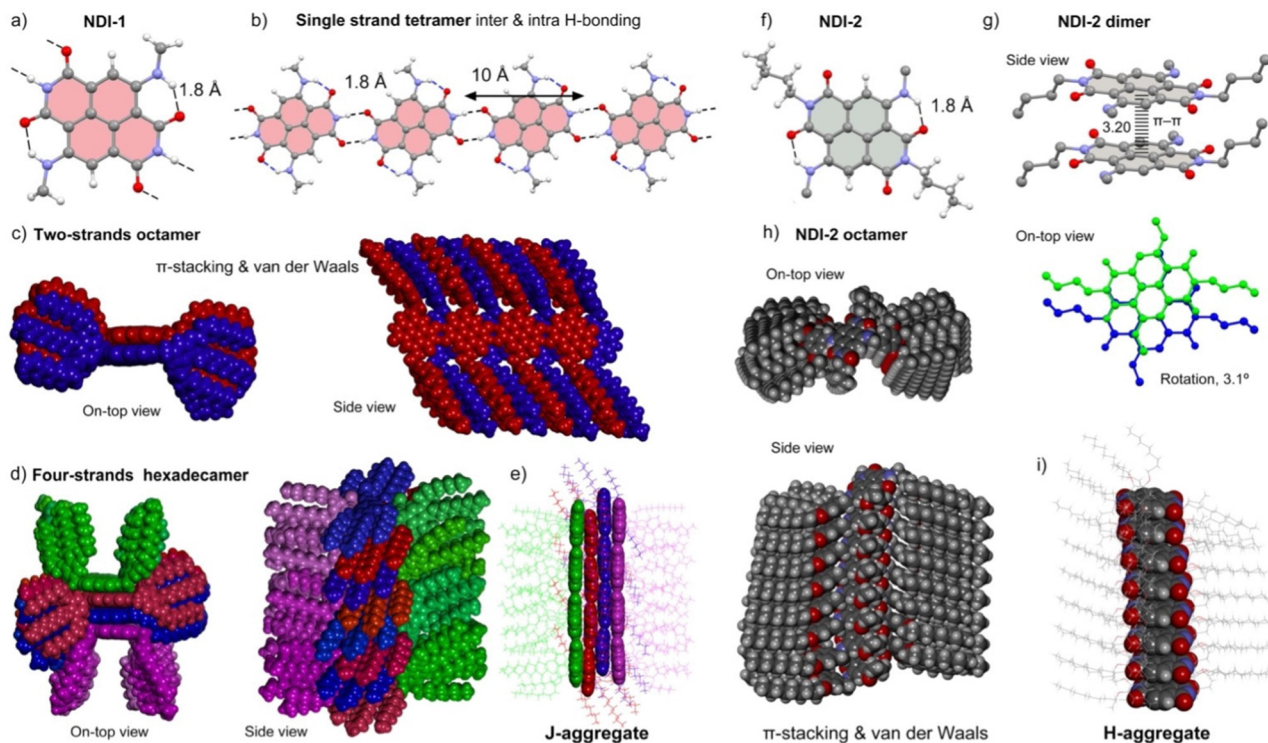 a) NDI-1
1.8 Å
b) Single strand tetramer inter & intra H-bonding
1.8 Å
10 Å
f) NDI-2
1.8 Å
g) NDI-2 dimer
Side view
3.20
π–π
On-top view
Rotation, 3.1º
c) Two-strands octamer
π-stacking & van der Waals
On-top view
Side view
h) NDI-2 octamer
On-top view
Side view
π-stacking & van der Waals
d) Four-strands hexadecamer
On-top view
Side view
e)
J-aggregate
i)
H-aggregate